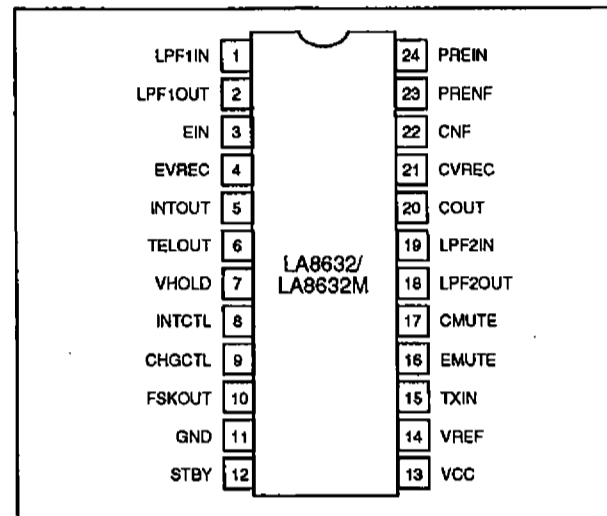 LPF1IN 1 24 PREIN
LPF1OUT 2 23 PRENF
EIN 3 22 CNF
EVREC 4 21 CVREC
INTOUT 5 20 COUT
TELOUT 6 19 LPF2IN
LA8632/
LA8632M
VHOLD 7 18 LPF2OUT
INTCTL 8 17 CMUTE
CHGCTL 9 16 EMUTE
FSKOUT 10 15 TXIN
GND 11 14 VREF
STBY 12 13 VCC